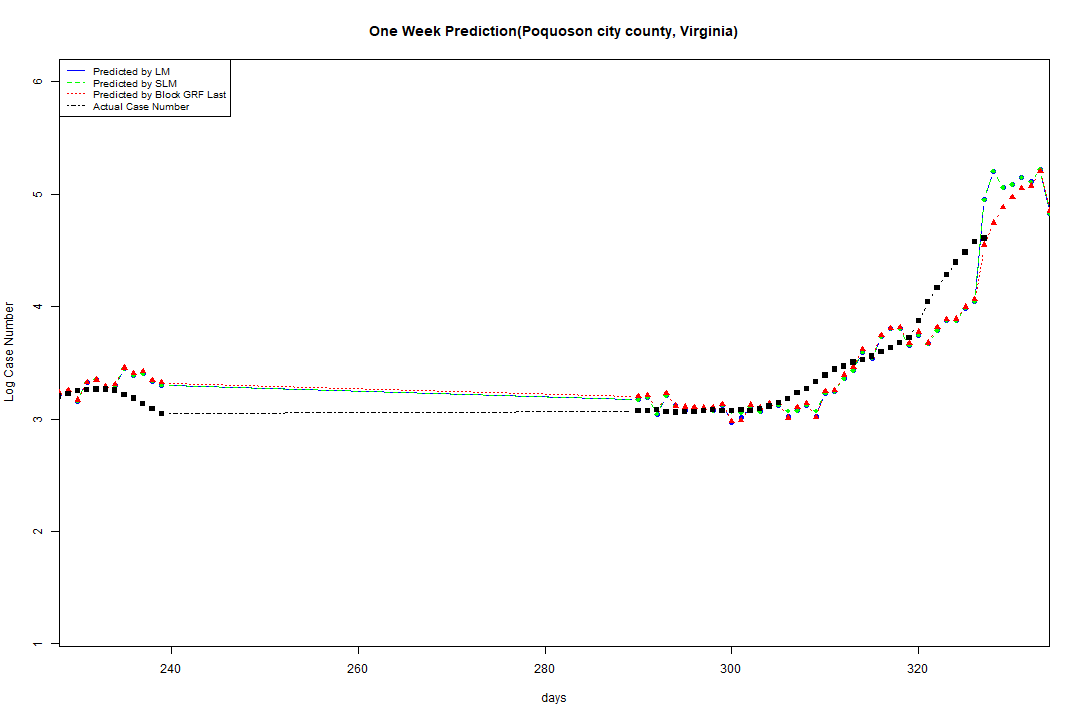 One Week Prediction(Poquoson city county, Virginia)
Predicted by LM
Predicted by SLM
Predicted by Block GRF Last
Actual Case Number
6
5
4
3
2
1
Log Case Number
240
260
280
300
320
days